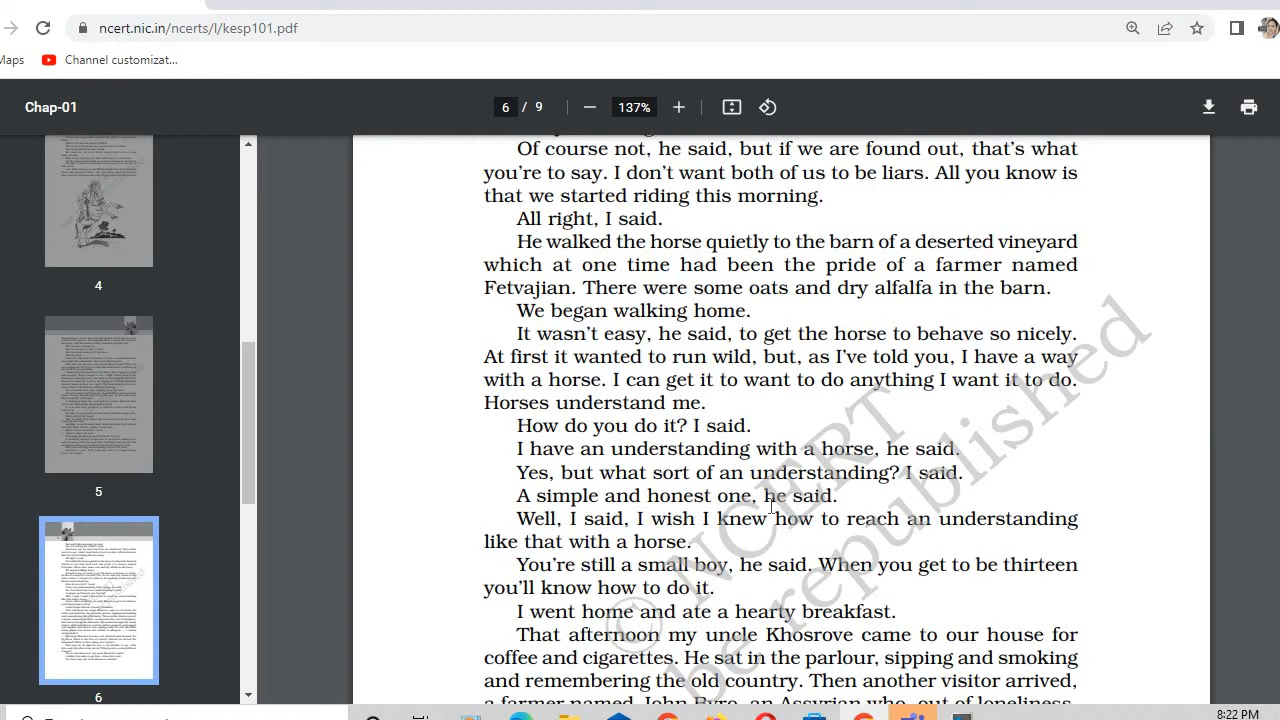 ncert.nic.in/ncerts/l/kesp101.pdf
Maps Channel customizat...
Chap-01
6 / 9 137%
4
5
6
Of course not, he said, but if we are found out, that's what
you're to say. I don't want both of us to be liars. All you know is
that we started riding this morning.
All right, I said.
He walked the horse quietly to the barn of a deserted vineyard
which at one time had been the pride of a farmer named
Fetvajian. There were some oats and dry alfalfa in the barn.
We began walking home.
It wasn't easy, he said, to get the horse to behave so nicely.
At first it wanted to run wild, but, as I've told you, I have a way
with a horse. I can get it to want to do anything I want it to do.
Horses understand me.
How do you do it? I said.
I have an understanding with a horse, he said.
Yes, but what sort of an understanding? I said.
A simple and honest one, he said.
Well, I said, I wish I knew how to reach an understanding
like that with a horse.
You're still a small boy, he said. When you get to be thirteen
you'll know how to do it.
I went home and ate a hearty breakfast.
That afternoon my uncle Khosrove came to our house for
coffee and cigarettes. He sat in the parlour, sipping and smoking
and remembering the old country. Then another visitor arrived,
a farmer named John Byro, an Assyrian who, out of loneliness,
© NCERT
be republished
8:22 PM